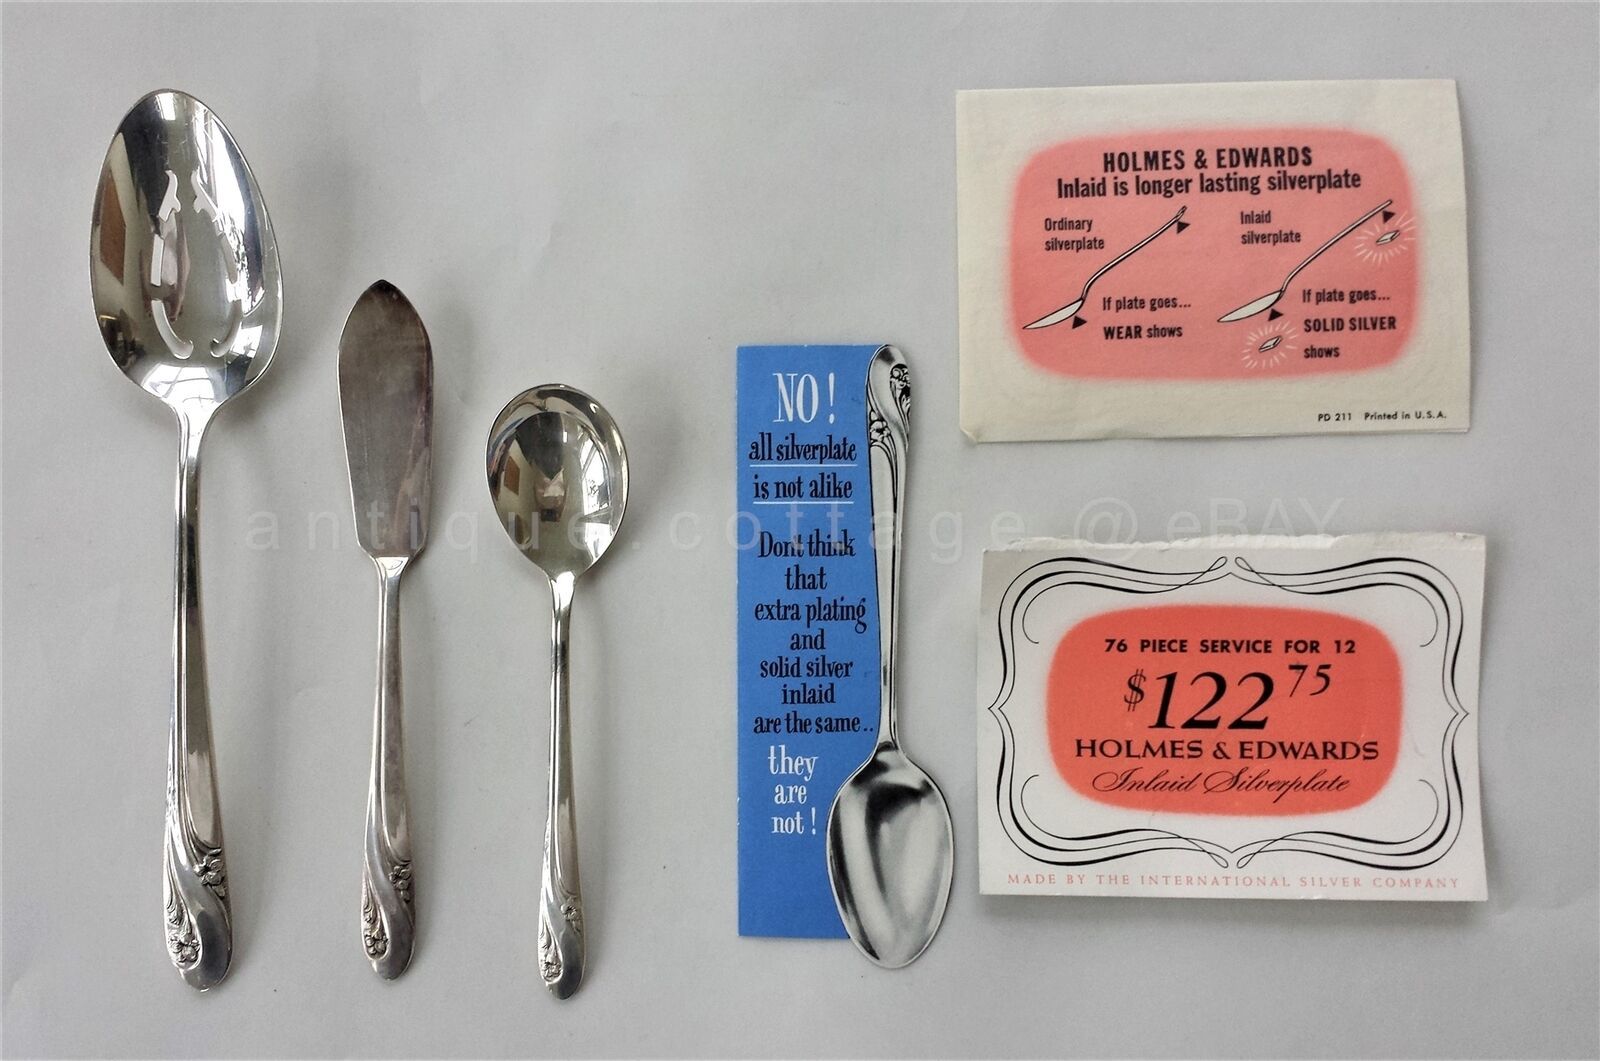 HOLMES & EDWARDS
Inlaid is longer lasting silverplate
Ordinary
silverplate
If plate goes...
WEAR shows
Inlaid
silverplate
If plate goes...
SOLID SILVER
shows
PD 211 Printed in U.S.A.
NO!
all silverplate
is not alike
Dont think
that
extra plating
and
solid silver
inlaid
are the same..
they
are
not!
antique.cottage@eBAY
76 PIECE SERVICE FOR 12
$122 75
HOLMES & EDWARDS
Inlaid Silverplate
MADE BY THE INTERNATIONAL SILVER COMPANY